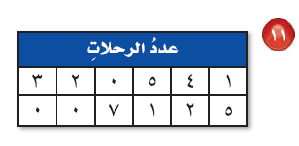 ١١
عددُ الرحلاتِ
٣ ٢ ٠ ٥ ٤ ١
٠ ٠ ٧ ١ ٢ ٥